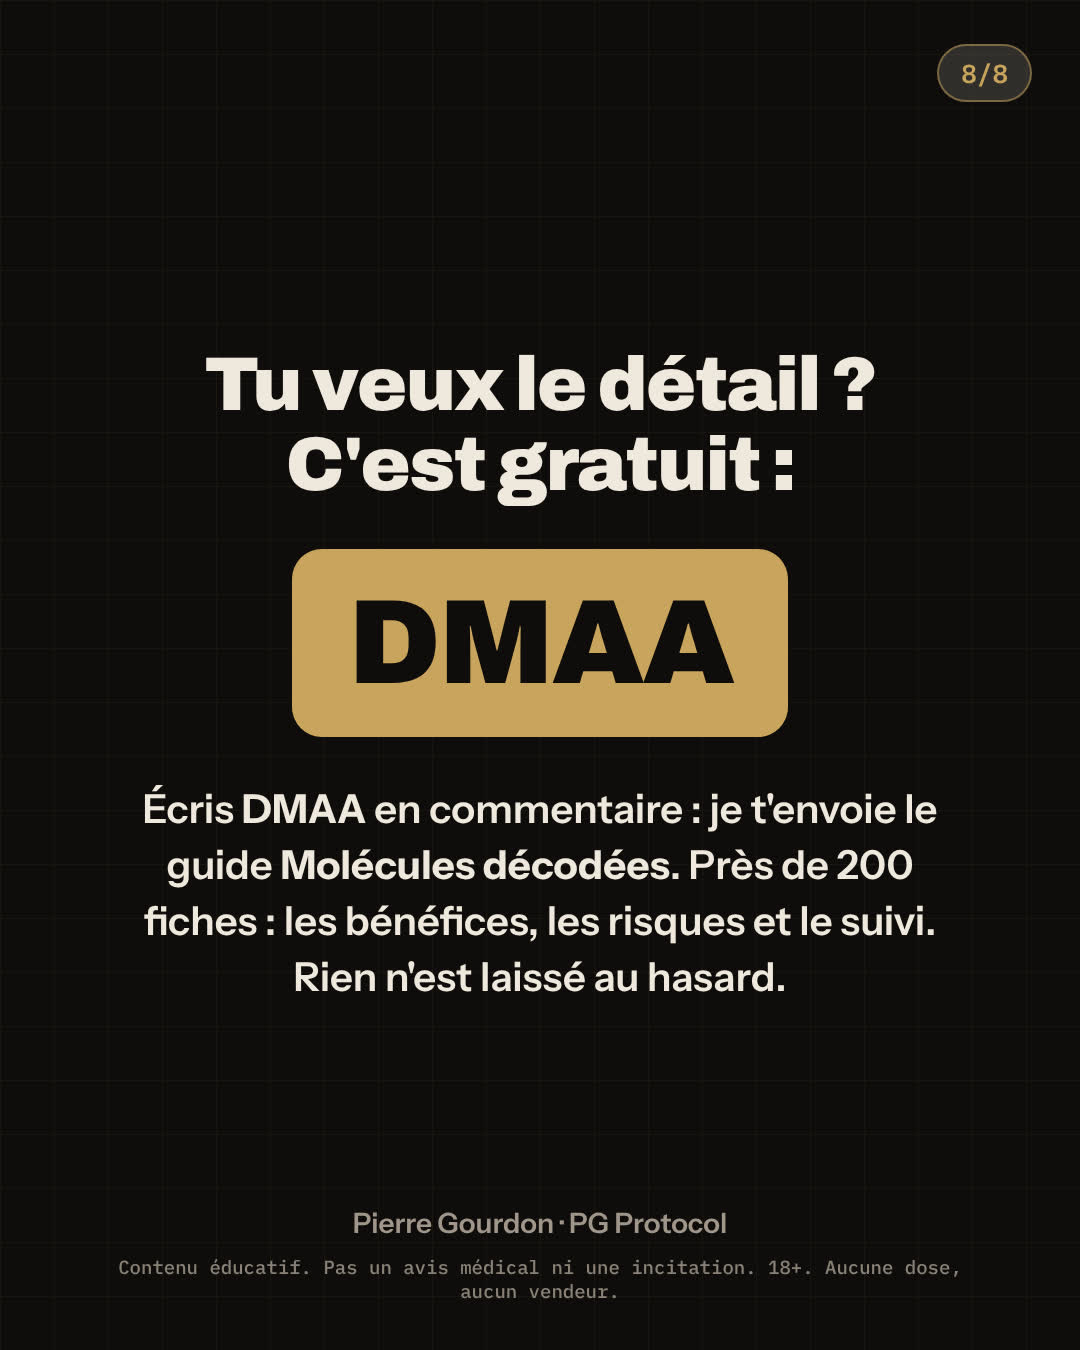 8/8
Tu veux le détail ?
C'est gratuit :
DMAA
Écris DMAA en commentaire : je t'envoie le
guide Molécules décodées. Près de 200
fiches : les bénéfices, les risques et le suivi.
Rien n'est laissé au hasard.
Pierre Gourdon · PG Protocol
Contenu éducatif. Pas un avis médical ni une incitation. 18+. Aucune dose,
aucun vendeur.